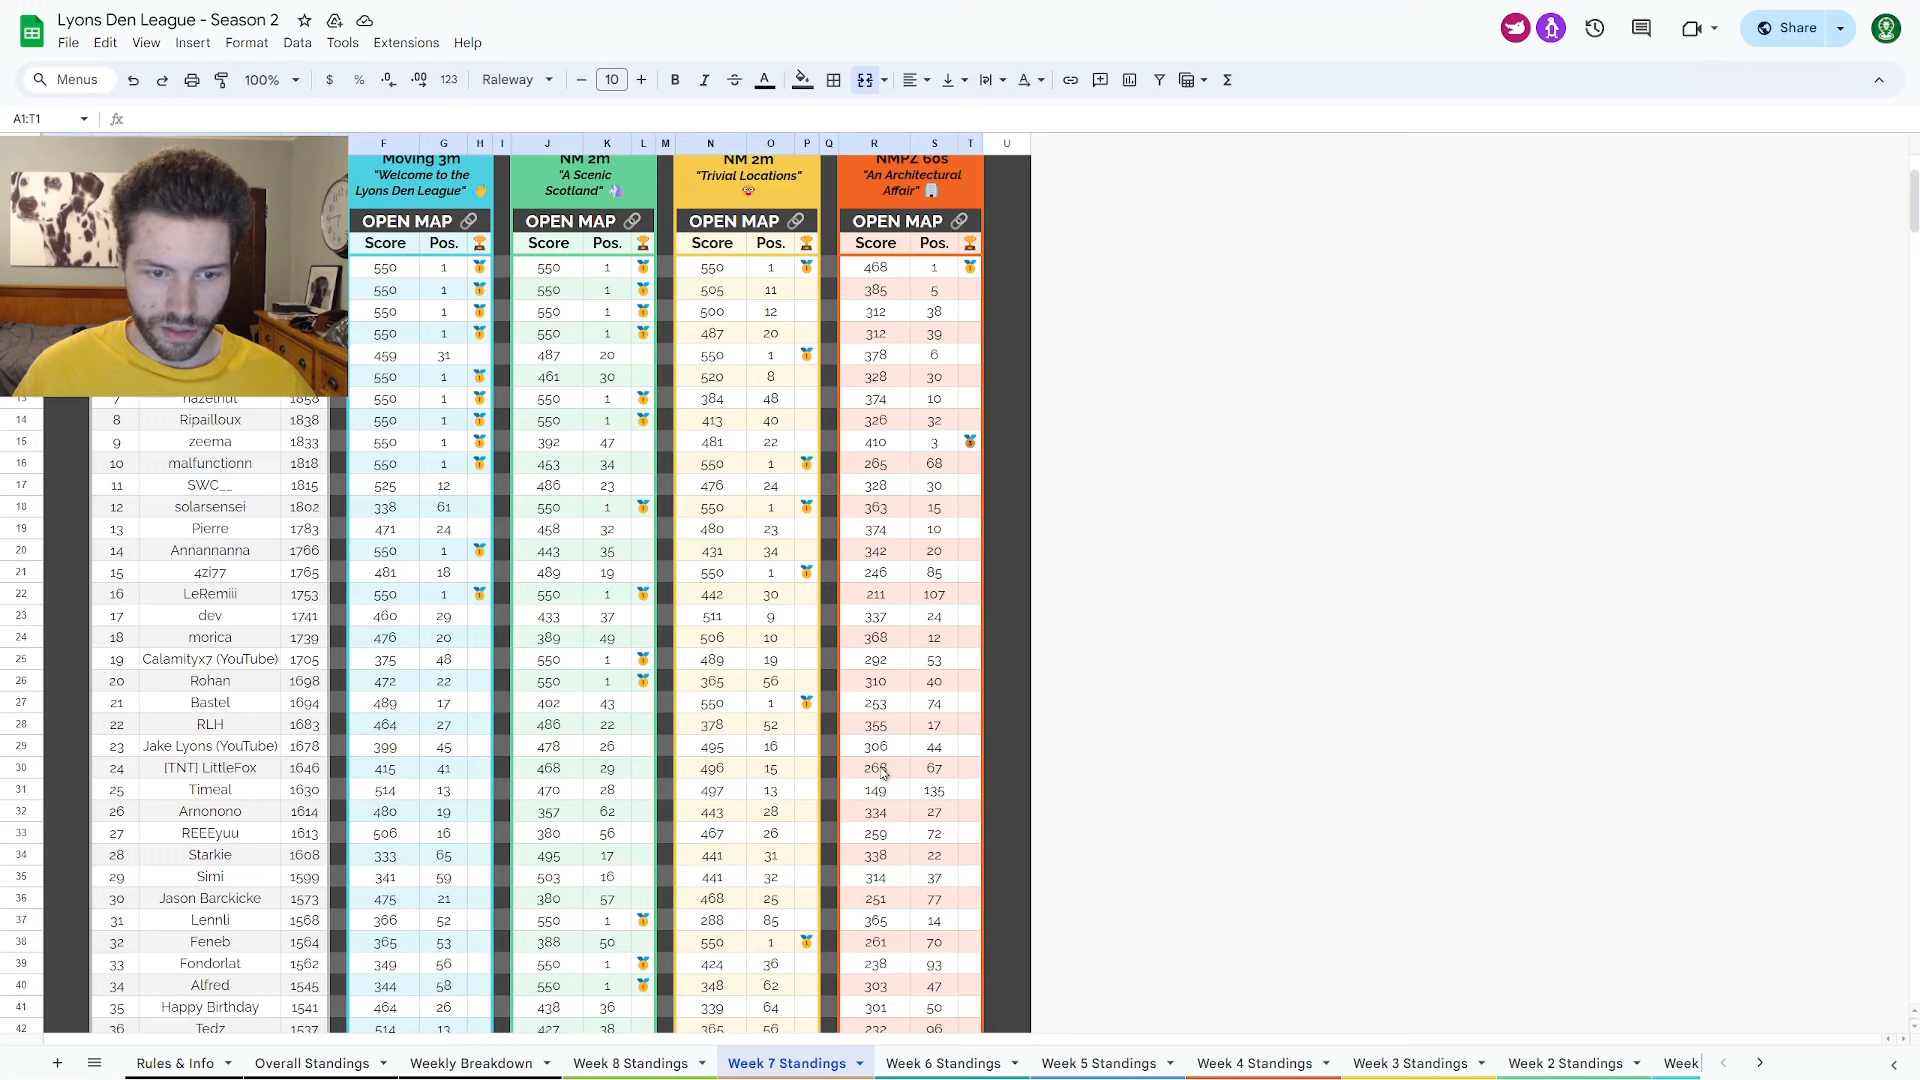 Lyons Den League - Season 2
File Edit View Insert Format Data Tools Extensions Help
Share
Menus 100% $ % .0 .00 123 Raleway 10 B I A Σ
A1:T1 fx
F G H I J K L M N O P Q R S T U
Moving 3m NM 2m NM 2m NMPZ 60s
"Welcome to the "A Scenic "Trivial Locations" "An Architectural
Lyons Den League" 👋 Scotland" 🦄 🤡 Affair" 🏢
OPEN MAP 🔗 OPEN MAP 🔗 OPEN MAP 🔗 OPEN MAP 🔗
Score Pos. 🏆 Score Pos. 🏆 Score Pos. 🏆 Score Pos. 🏆
550 1 🥇 550 1 🥇 550 1 🥇 468 1 🥇
550 1 🥇 550 1 🥇 505 11 385 5
550 1 🥇 550 1 🥇 500 12 312 38
550 1 🥇 550 1 🥇 487 20 312 39
459 31 487 20 550 1 🥇 378 6
550 1 🥇 461 30 520 8 328 30
13 7 hazelnut 1858 550 1 🥇 550 1 🥇 384 48 374 10
14 8 Ripailloux 1838 550 1 🥇 550 1 🥇 413 40 326 32
15 9 zeema 1833 550 1 🥇 392 47 481 22 410 3 🥉
16 10 malfunctionn 1818 550 1 🥇 453 34 550 1 🥇 265 68
17 11 SWC__ 1815 525 12 486 23 476 24 328 30
18 12 solarsensei 1802 338 61 550 1 🥇 550 1 🥇 363 15
19 13 Pierre 1783 471 24 458 32 480 23 374 10
20 14 Annannanna 1766 550 1 🥇 443 35 431 34 342 20
21 15 4zi77 1765 481 18 489 19 550 1 🥇 246 85
22 16 LeRemiii 1753 550 1 🥇 550 1 🥇 442 30 211 107
23 17 dev 1741 460 29 433 37 511 9 337 24
24 18 morica 1739 476 20 389 49 506 10 368 12
25 19 Calamityx7 (YouTube) 1705 375 48 550 1 🥇 489 19 292 53
26 20 Rohan 1698 472 22 550 1 🥇 365 56 310 40
27 21 Bastel 1694 489 17 402 43 550 1 🥇 253 74
28 22 RLH 1683 464 27 486 22 378 52 355 17
29 23 Jake Lyons (YouTube) 1678 399 45 478 26 495 16 306 44
30 24 [TNT] LittleFox 1646 415 41 468 29 496 15 268 67
31 25 Timeal 1630 514 13 470 28 497 13 149 135
32 26 Arnonono 1614 480 19 357 62 443 28 334 27
33 27 REEEyuu 1613 506 16 380 56 467 26 259 72
34 28 Starkie 1608 333 65 495 17 441 31 338 22
35 29 Simi 1599 341 59 503 16 441 32 314 37
36 30 Jason Barckicke 1573 475 21 380 57 468 25 251 77
37 31 Lennli 1568 366 52 550 1 🥇 288 85 365 14
38 32 Feneb 1564 365 53 388 50 550 1 🥇 261 70
39 33 Fondorlat 1562 349 56 550 1 🥇 424 36 238 93
40 34 Alfred 1545 344 58 550 1 🥇 348 62 303 47
41 35 Happy Birthday 1541 464 26 438 36 339 64 301 50
42 36 Tedz 1537 514 13 427 38 365 56 232 96
Rules & Info Overall Standings Weekly Breakdown Week 8 Standings Week 7 Standings Week 6 Standings Week 5 Standings Week 4 Standings Week 3 Standings Week 2 Standings Week